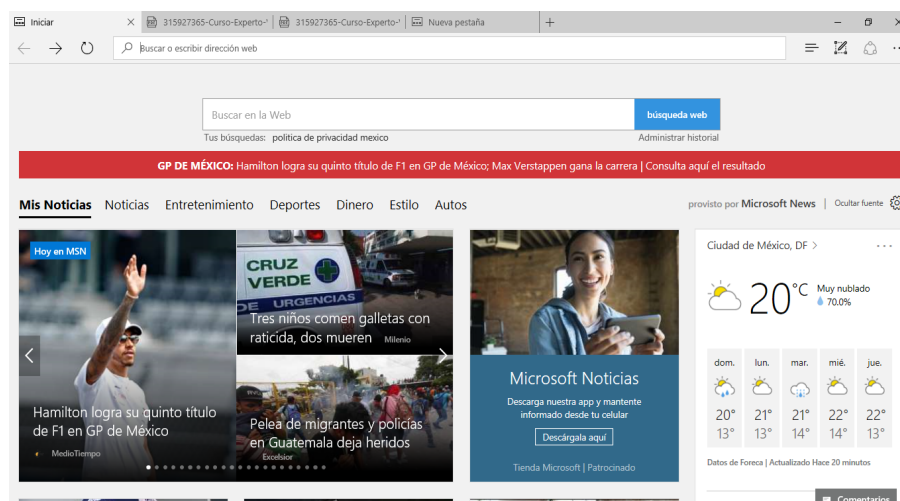 Iniciar
315927365-Curso-Experto-'
315927365-Curso-Experto-'
Nueva pestaña
Buscar o escribir dirección web
Buscar en la Web
búsqueda web
Tus búsquedas: politica de privacidad mexico
Administrar historial
GP DE MÉXICO: Hamilton logra su quinto título de F1 en GP de México; Max Verstappen gana la carrera | Consulta aquí el resultado
Mis Noticias Noticias Entretenimiento Deportes Dinero Estilo Autos
provisto por Microsoft News | Ocultar fuente
Hoy en MSN
Hamilton logra su quinto título
de F1 en GP de México
MedioTiempo
CRUZ
VERDE
DE URGENCIAS
Tres niños comen galletas con
raticida, dos mueren Milenio
Pelea de migrantes y policías
en Guatemala deja heridos
Excelsior
Microsoft Noticias
Descarga nuestra app y mantente
informado desde tu celular
Descárgala aquí
Tienda Microsoft | Patrocinado
Ciudad de México, DF >
20°C
Muy nublado
70.0%
dom. lun. mar. mié. jue.
20° 21° 21° 22° 22°
13° 13° 14° 14° 13°
Datos de Foreca | Actualizado Hace 20 minutos
Comentarios